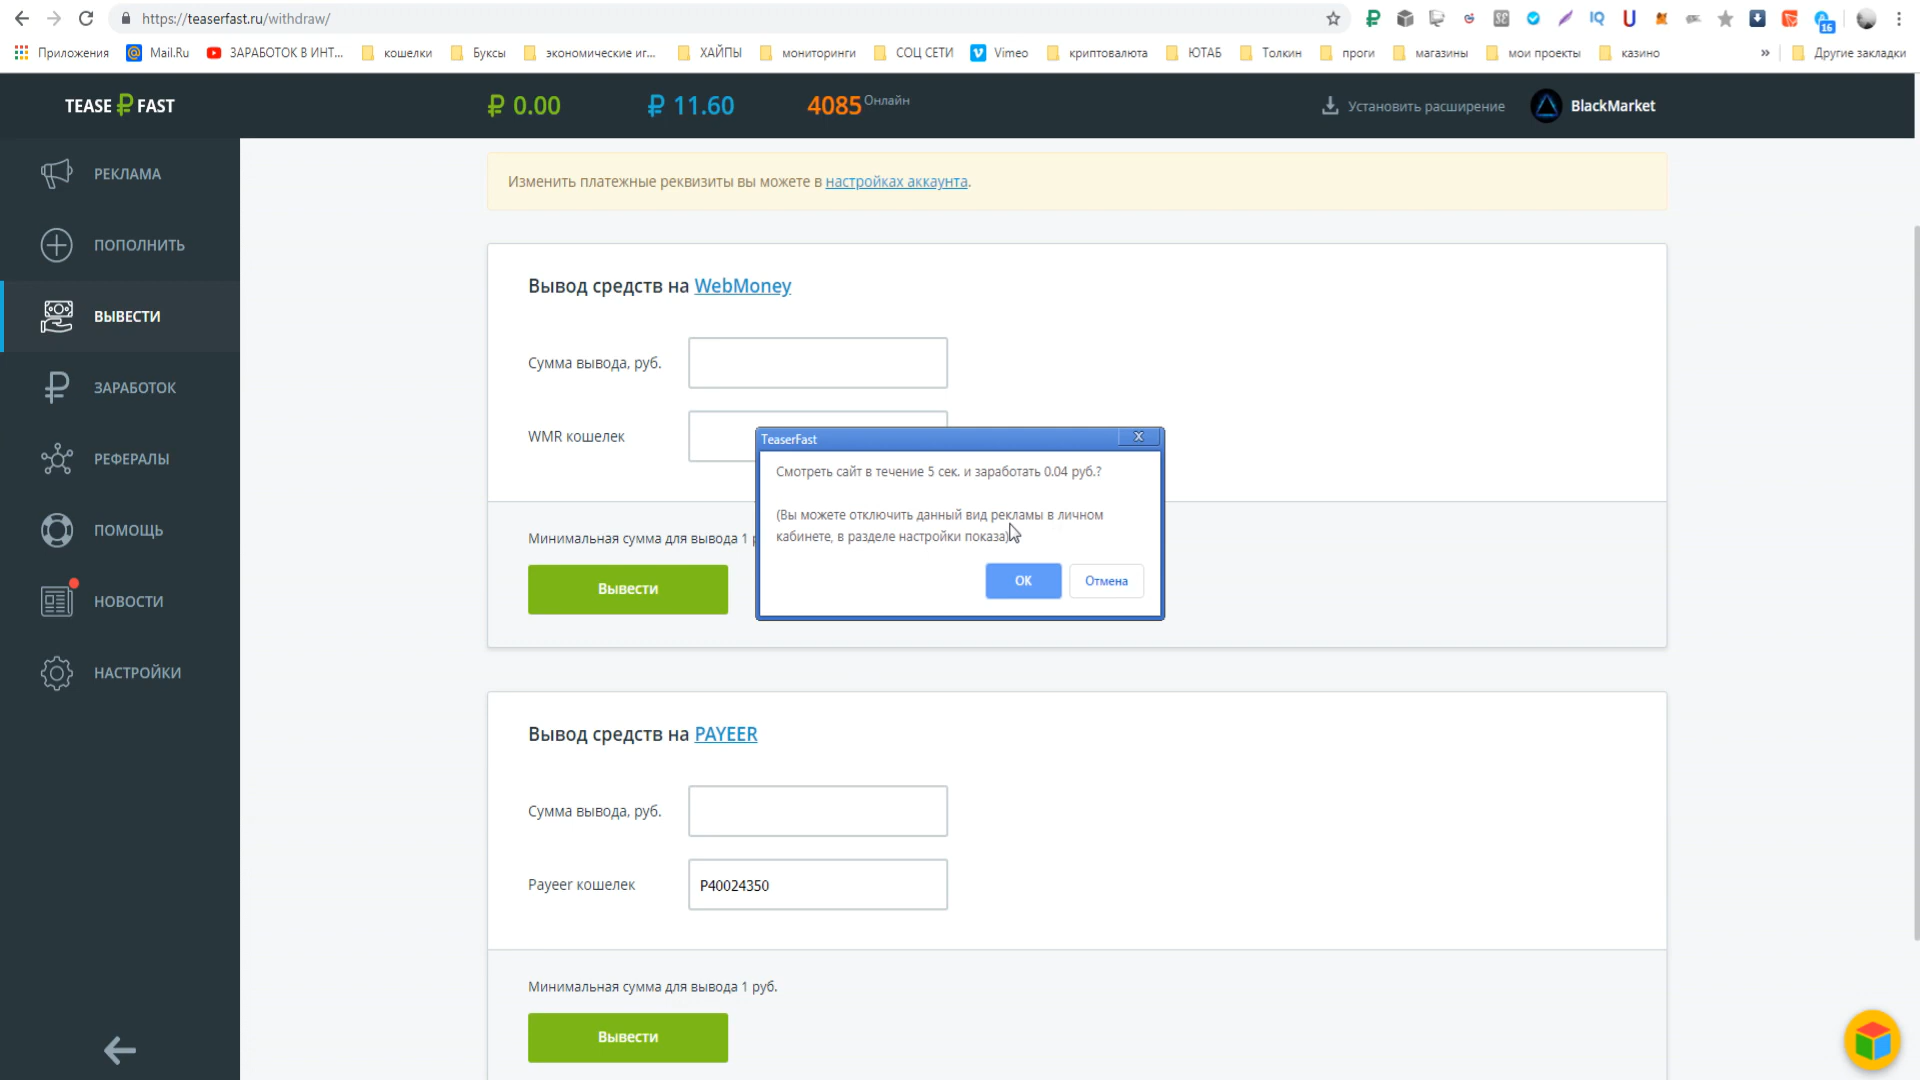 https://teaserfast.ru/withdraw/
IQ
U
16
Приложения
Mail.Ru
ЗАРАБОТОК В ИНТ...
кошелки
Буксы
экономические иг...
ХАЙПЫ
мониторинги
СОЦ СЕТИ
Vimeo
криптовалюта
ЮТАБ
Толкин
проги
магазины
мои проекты
казино
»
Другие закладки
TEASE₽FAST
₽ 0.00
₽ 11.60
4085 Онлайн
Установить расширение
BlackMarket
РЕКЛАМА
ПОПОЛНИТЬ
ВЫВЕСТИ
ЗАРАБОТОК
РЕФЕРАЛЫ
ПОМОЩЬ
НОВОСТИ
НАСТРОЙКИ
Изменить платежные реквизиты вы можете в настройках аккаунта.
Вывод средств на WebMoney
Сумма вывода, руб.
WMR кошелек
Минимальная сумма для вывода 1
Вывести
TeaserFast
X
Смотреть сайт в течение 5 сек. и заработать 0.04 руб.?
(Вы можете отключить данный вид рекламы в личном
кабинете, в разделе настройки показа)
ОК
Отмена
Вывод средств на PAYEER
Сумма вывода, руб.
Payeer кошелек
P40024350
Минимальная сумма для вывода 1 руб.
Вывести